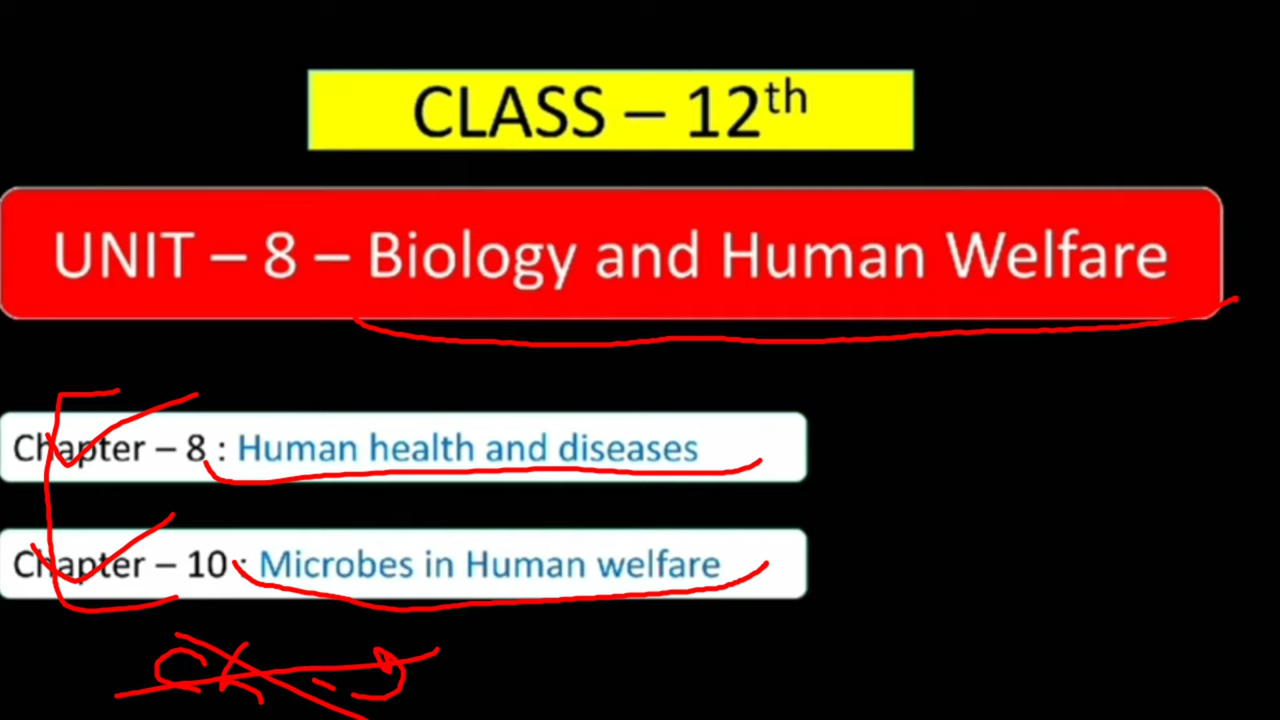 CLASS – 12th
UNIT – 8 – Biology and Human Welfare
Chapter – 8 : Human health and diseases
Chapter – 10 : Microbes in Human welfare